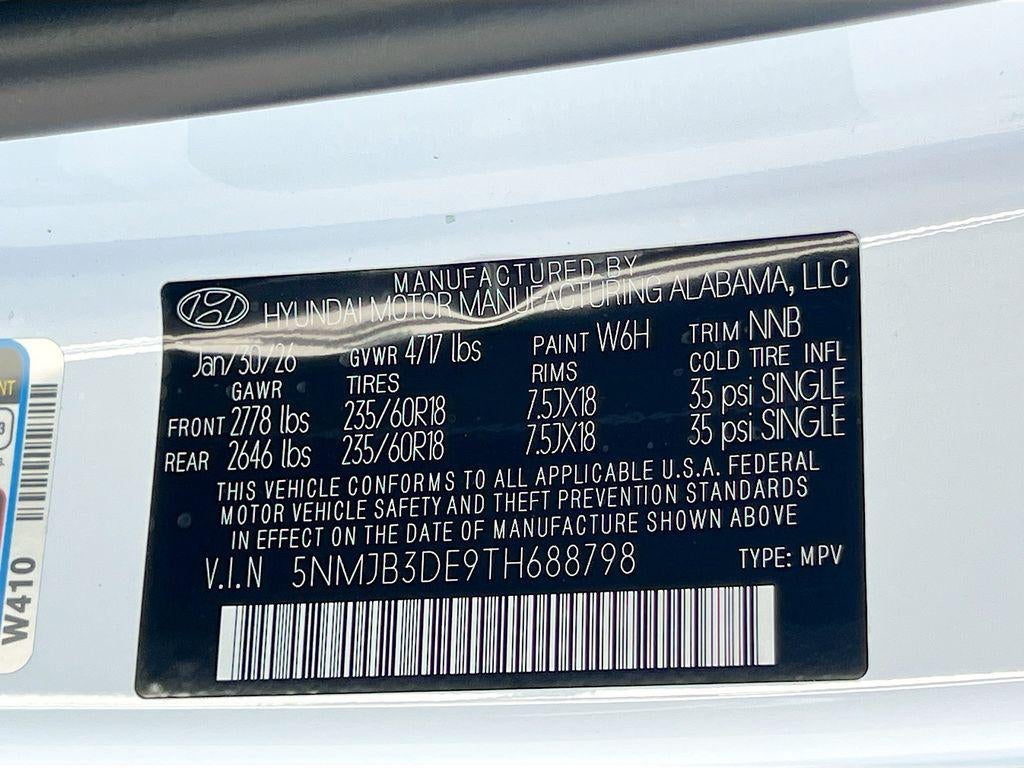 MANUFACTURED BY
HYUNDAI MOTOR MANUFACTURING ALABAMA, LLC
Jan/30/26 GVWR 4717 lbs PAINT W6H TRIM NNB
GAWR TIRES RIMS COLD TIRE INFL
FRONT 2778 lbs 235/60R18 7.5JX18 35 psi SINGLE
REAR 2646 lbs 235/60R18 7.5JX18 35 psi SINGLE
THIS VEHICLE CONFORMS TO ALL APPLICABLE U.S.A. FEDERAL
MOTOR VEHICLE SAFETY AND THEFT PREVENTION STANDARDS
IN EFFECT ON THE DATE OF MANUFACTURE SHOWN ABOVE
V.I.N 5NMJB3DE9TH688798 TYPE: MPV
W410